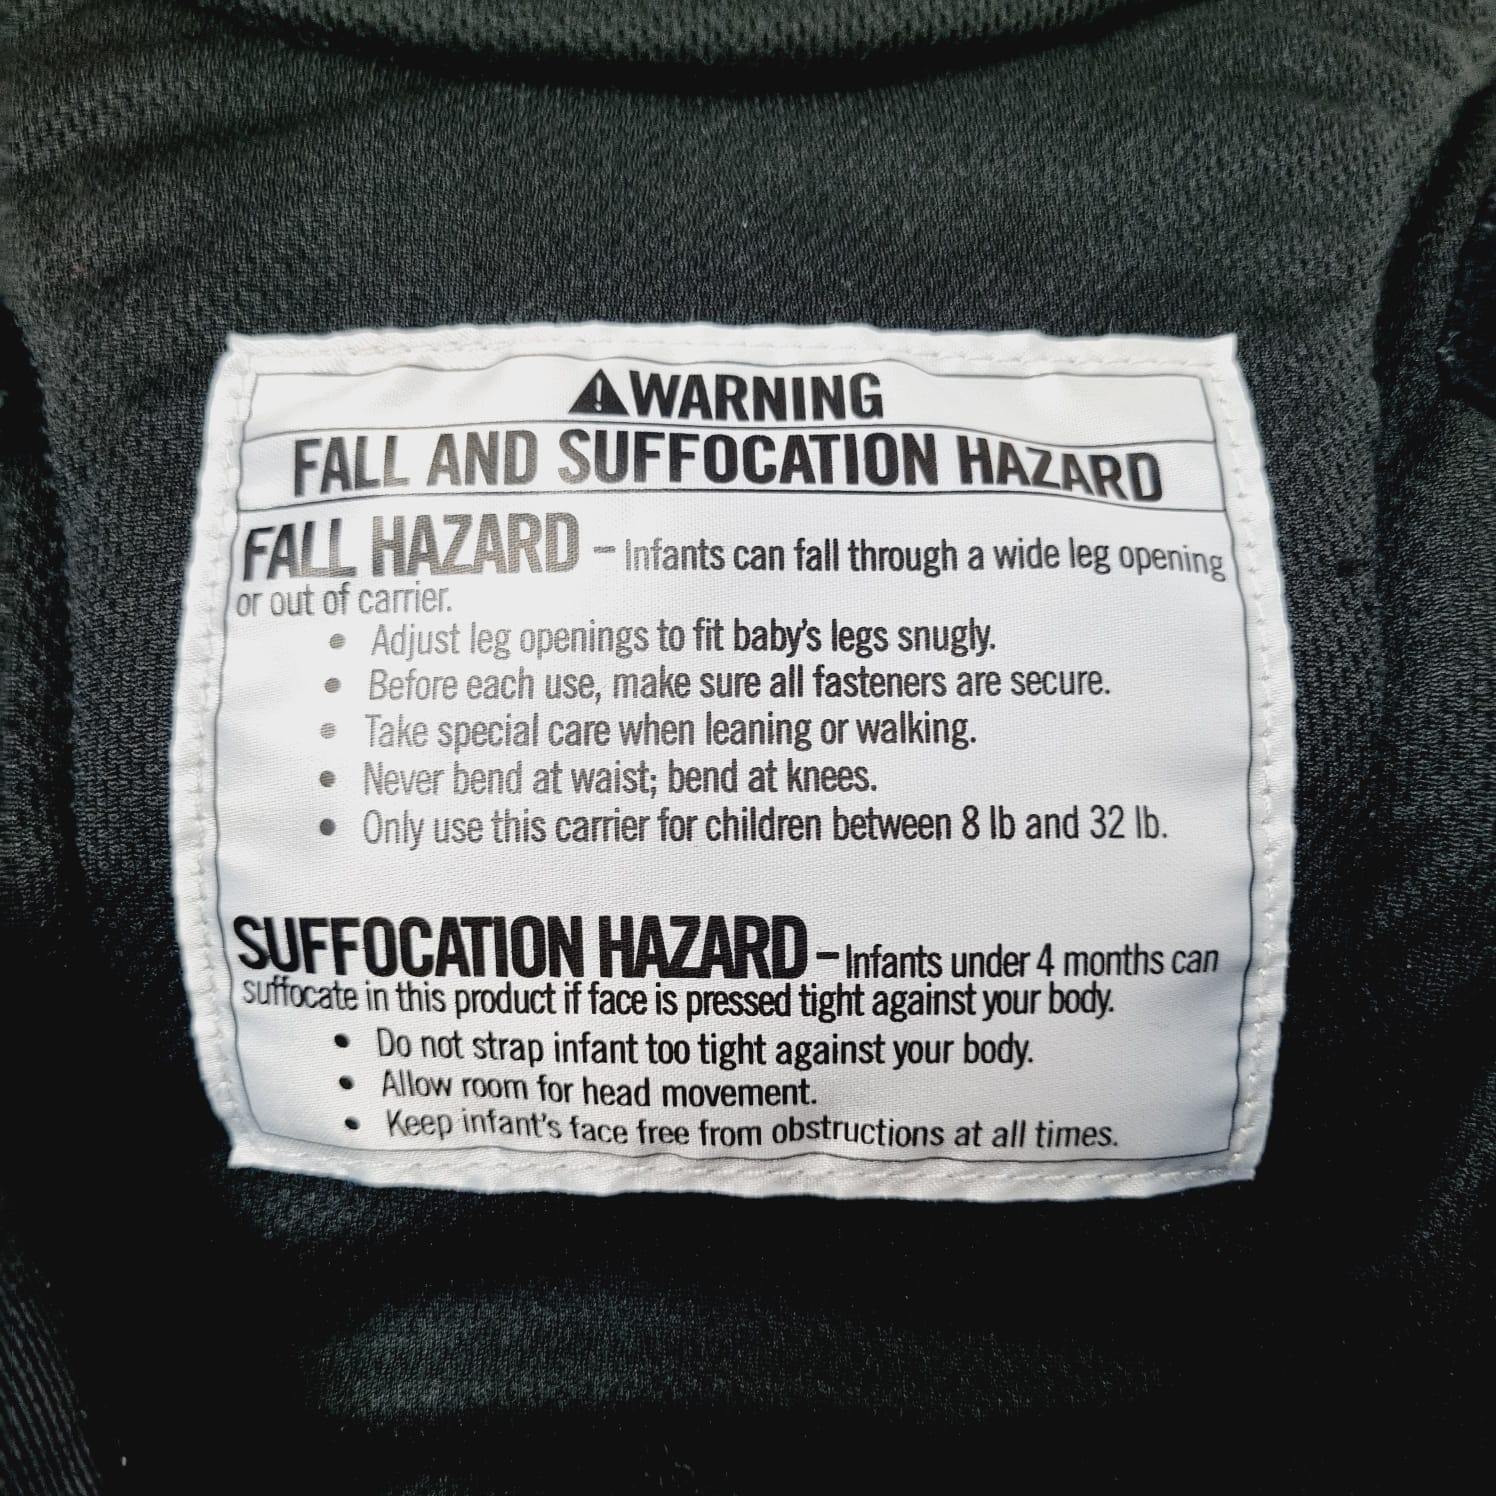 ⚠WARNING
FALL AND SUFFOCATION HAZARD
FALL HAZARD – Infants can fall through a wide leg opening
or out of carrier.
• Adjust leg openings to fit baby's legs snugly.
• Before each use, make sure all fasteners are secure.
• Take special care when leaning or walking.
• Never bend at waist; bend at knees.
• Only use this carrier for children between 8 lb and 32 lb.
SUFFOCATION HAZARD – Infants under 4 months can
suffocate in this product if face is pressed tight against your body.
• Do not strap infant too tight against your body.
• Allow room for head movement.
• Keep infant's face free from obstructions at all times.